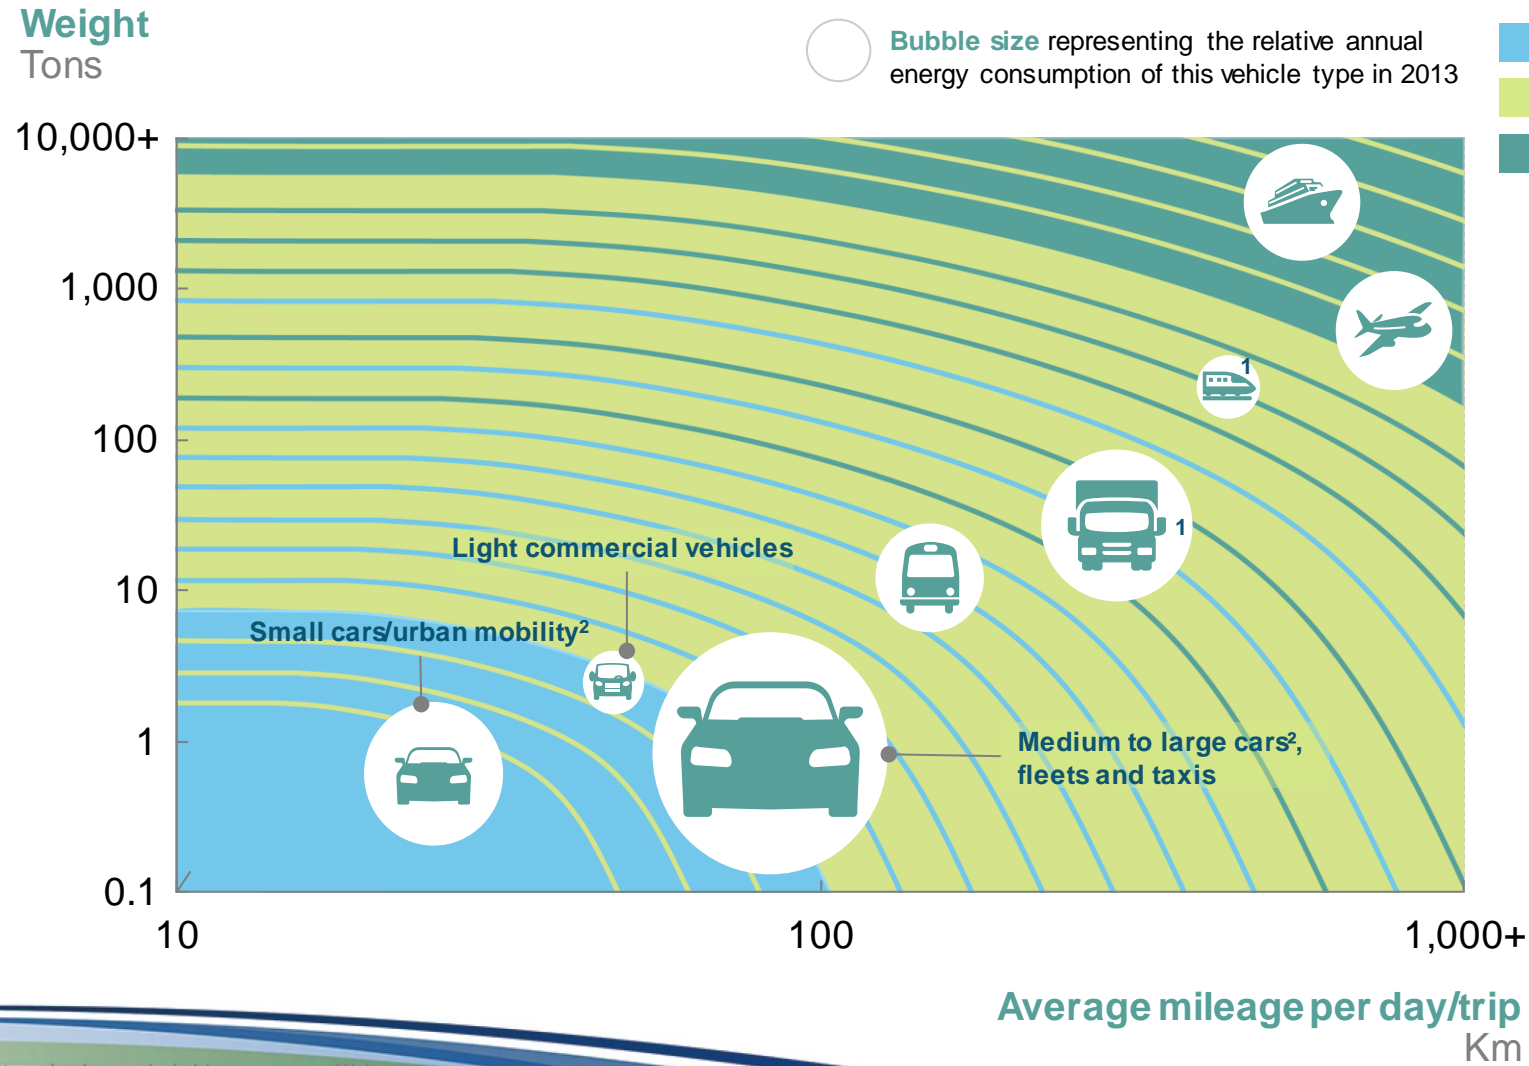 Weight
Tons
Bubble size representing the relative annual
energy consumption of this vehicle type in 2013
10,000+
1,000
100
10
1
0.1
1
1
Light commercial vehicles
Small cars/urban mobility²
Medium to large cars²,
fleets and taxis
10
100
1,000+
Average mileage per day/trip
Km